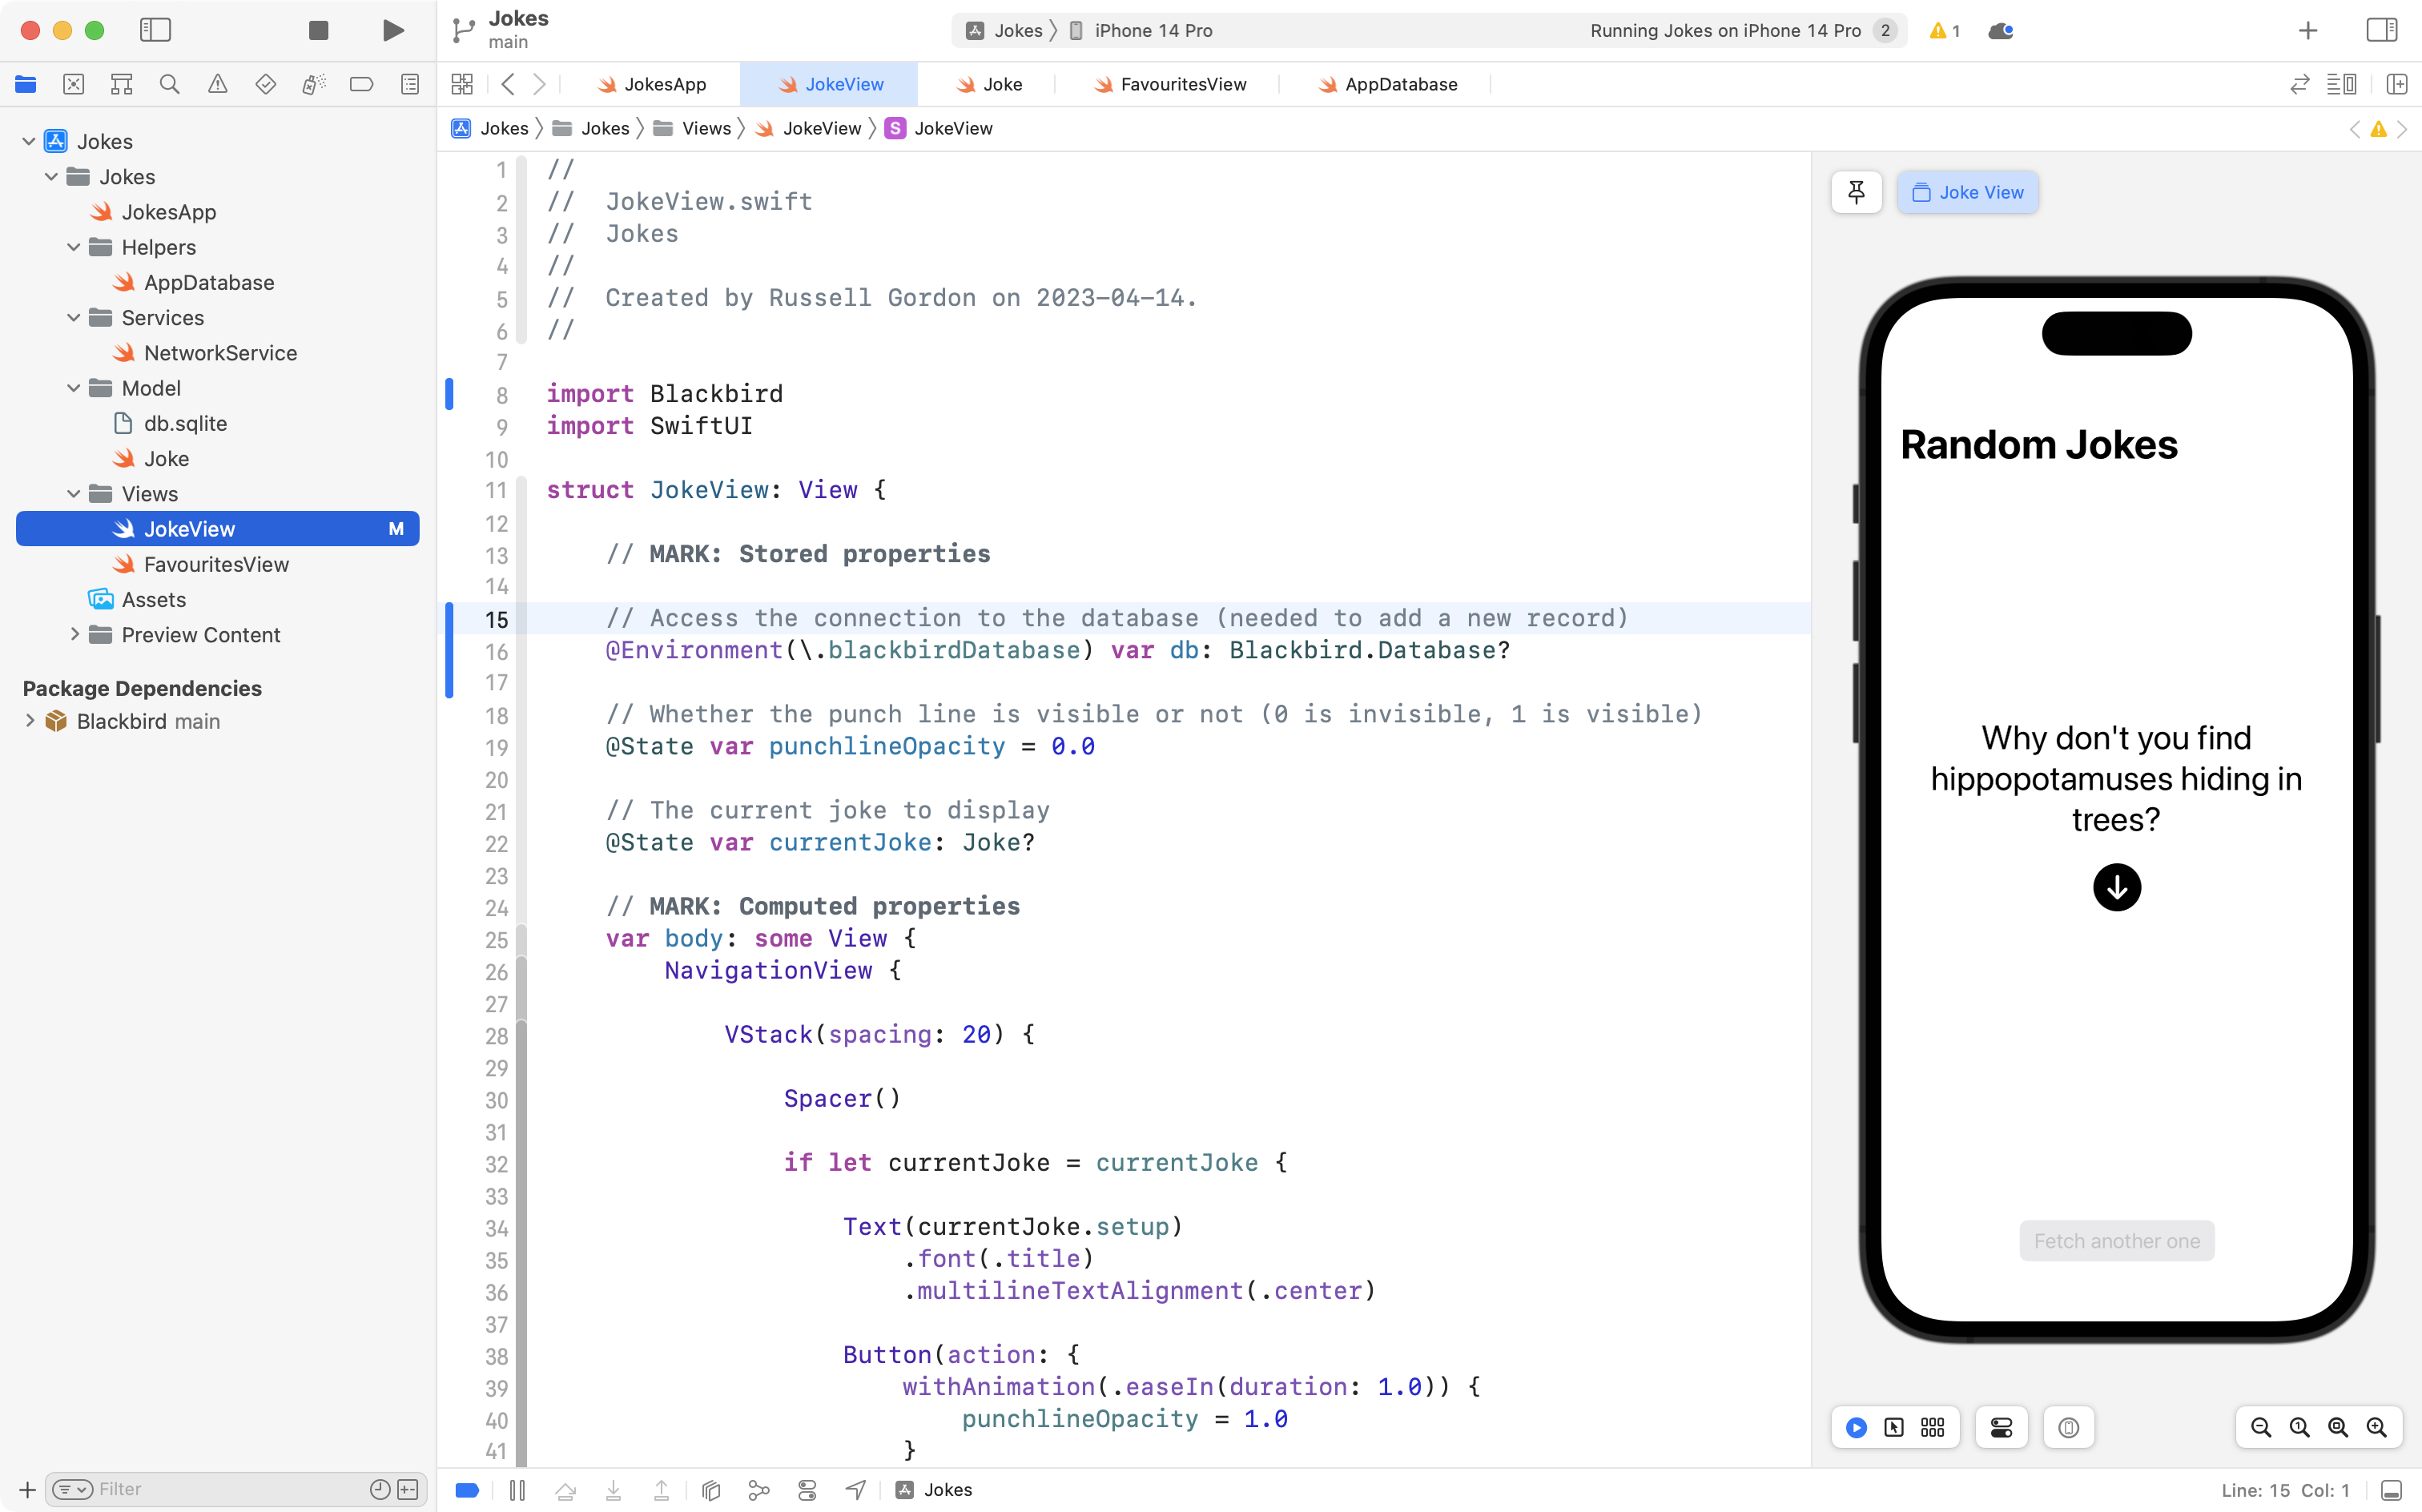 Jokes
main
Jokes
iPhone 14 Pro
Running Jokes on iPhone 14 Pro 2
1
JokesApp
JokeView
Joke
FavouritesView
AppDatabase
Jokes
Jokes
Views
JokeView
S JokeView
Jokes
Jokes
JokesApp
Helpers
AppDatabase
Services
NetworkService
Model
db.sqlite
Joke
Views
JokeView M
FavouritesView
Assets
Preview Content
Package Dependencies
Blackbird main
Filter
1 //
2 //  JokeView.swift
3 //  Jokes
4 //
5 //  Created by Russell Gordon on 2023-04-14.
6 //
7
8 import Blackbird
9 import SwiftUI
10
11 struct JokeView: View {
12
13     // MARK: Stored properties
14
15     // Access the connection to the database (needed to add a new record)
16     @Environment(\.blackbirdDatabase) var db: Blackbird.Database?
17
18     // Whether the punch line is visible or not (0 is invisible, 1 is visible)
19     @State var punchlineOpacity = 0.0
20
21     // The current joke to display
22     @State var currentJoke: Joke?
23
24     // MARK: Computed properties
25     var body: some View {
26         NavigationView {
27
28             VStack(spacing: 20) {
29
30                 Spacer()
31
32                 if let currentJoke = currentJoke {
33
34                     Text(currentJoke.setup)
35                         .font(.title)
36                         .multilineTextAlignment(.center)
37
38                     Button(action: {
39                         withAnimation(.easeIn(duration: 1.0)) {
40                             punchlineOpacity = 1.0
41                         }
Joke View
Random Jokes
Why don't you find
hippopotamuses hiding in
trees?
Fetch another one
Jokes
Line: 15 Col: 1